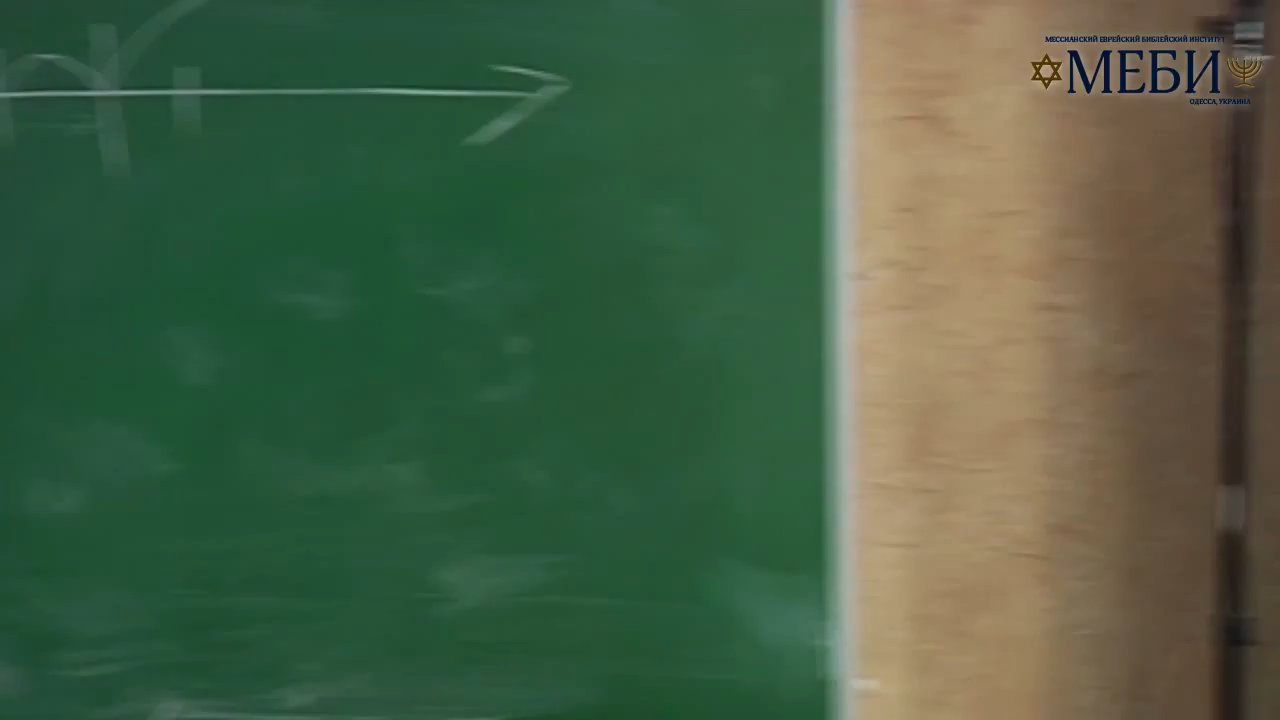 МЕССИАНСКИЙ ЕВРЕЙСКИЙ БИБЛЕЙСКИЙ ИНСТИТУТ
МЕБИ
ОДЕССА, УКРАИНА